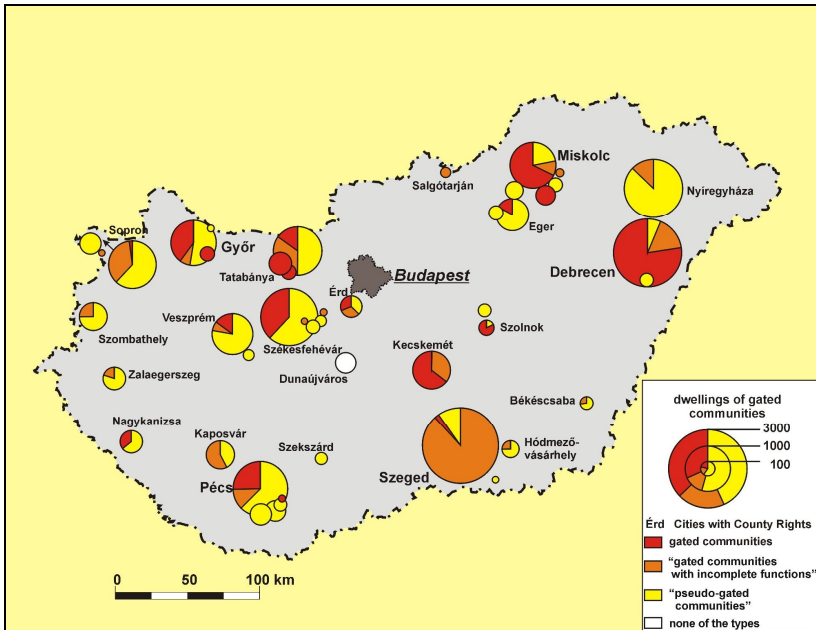 Miskolc
Salgótarján
Nyíregyháza
Eger
Sopron
Győr
Debrecen
Tatabánya
Budapest
Érd
Veszprém
Szolnok
Szombathely
Székesfehévár
Kecskemét
Dunaújváros
Zalaegerszeg
Békéscsaba
Nagykanizsa
Kaposvár
Szekszárd
Hódmező-
vásárhely
Szeged
Pécs
0 50 100 km
dwellings of gated
communities
3000
1000
100
Érd Cities with County Rights
gated communities
"gated communities
with incomplete functions"
"pseudo-gated
communities"
none of the types